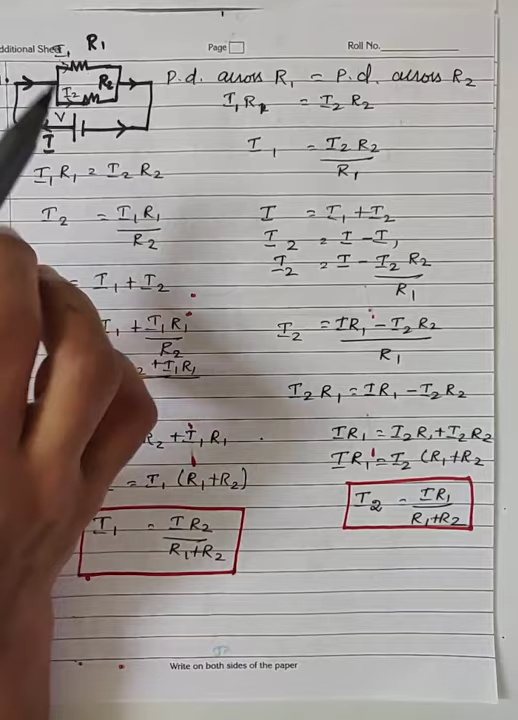 dditional Shee
Page
Roll No.
I₁ R₁
R₂
I₂
V
I
P.d. across R₁ = P.d. across R₂
I₁R₁ = I₂R₂
I₁ = I₂R₂/R₁
I₁R₁ = I₂R₂
I₂ = I₁R₁/R₂
= I₁ + I₂
I₁ + I₁R₁/R₂
₂ + I₁R₁
R₂ + I₁R₁
= I₁ (R₁+R₂)
I₁ = IR₂/R₁+R₂
I = I₁+I₂
I₂ = I-I₁
I₂ = I - I₂R₂/R₁
I₂ = IR₁ - I₂R₂/R₁
I₂R₁ = IR₁ - I₂R₂
IR₁ = I₂R₁+I₂R₂
IR₁ = I₂ (R₁+R₂
I₂ = IR₁/R₁+R₂
Write on both sides of the paper